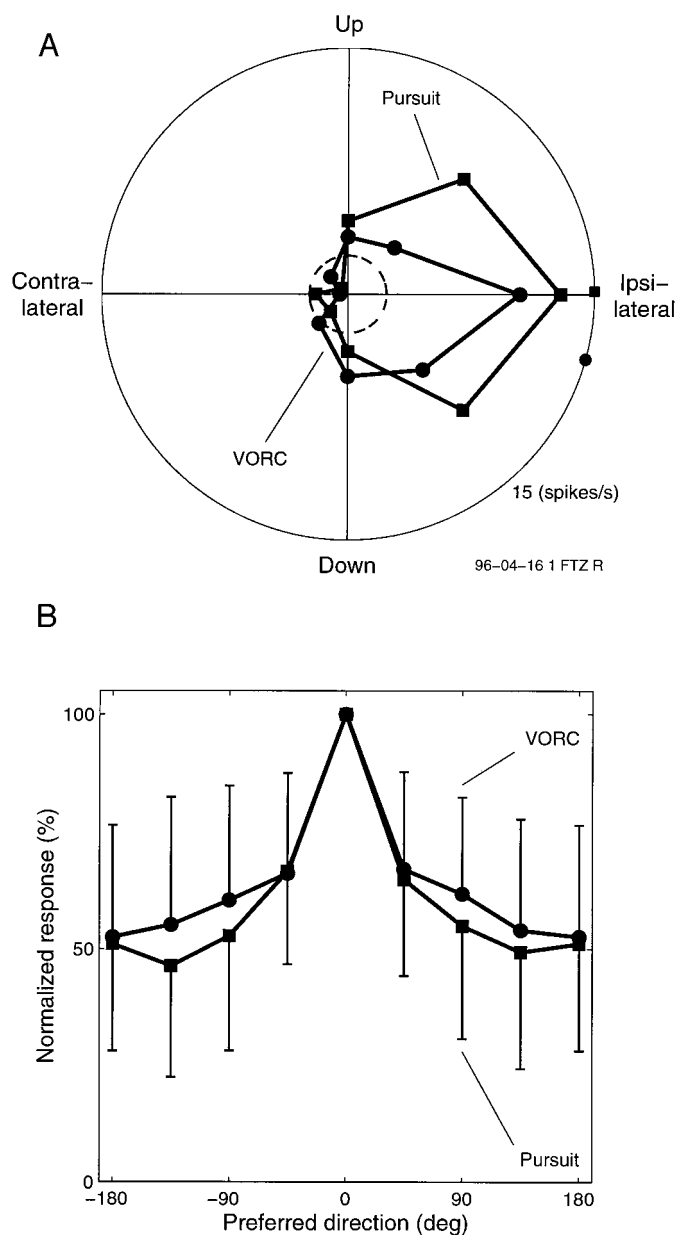 A
Up
Pursuit
Contra–
lateral
Ipsi–
lateral
VORC
15 (spikes/s)
Down
96–04–16 1 FTZ R
B
100
VORC
Normalized response (%)
50
Pursuit
0
−180
−90
0
90
180
Preferred direction (deg)